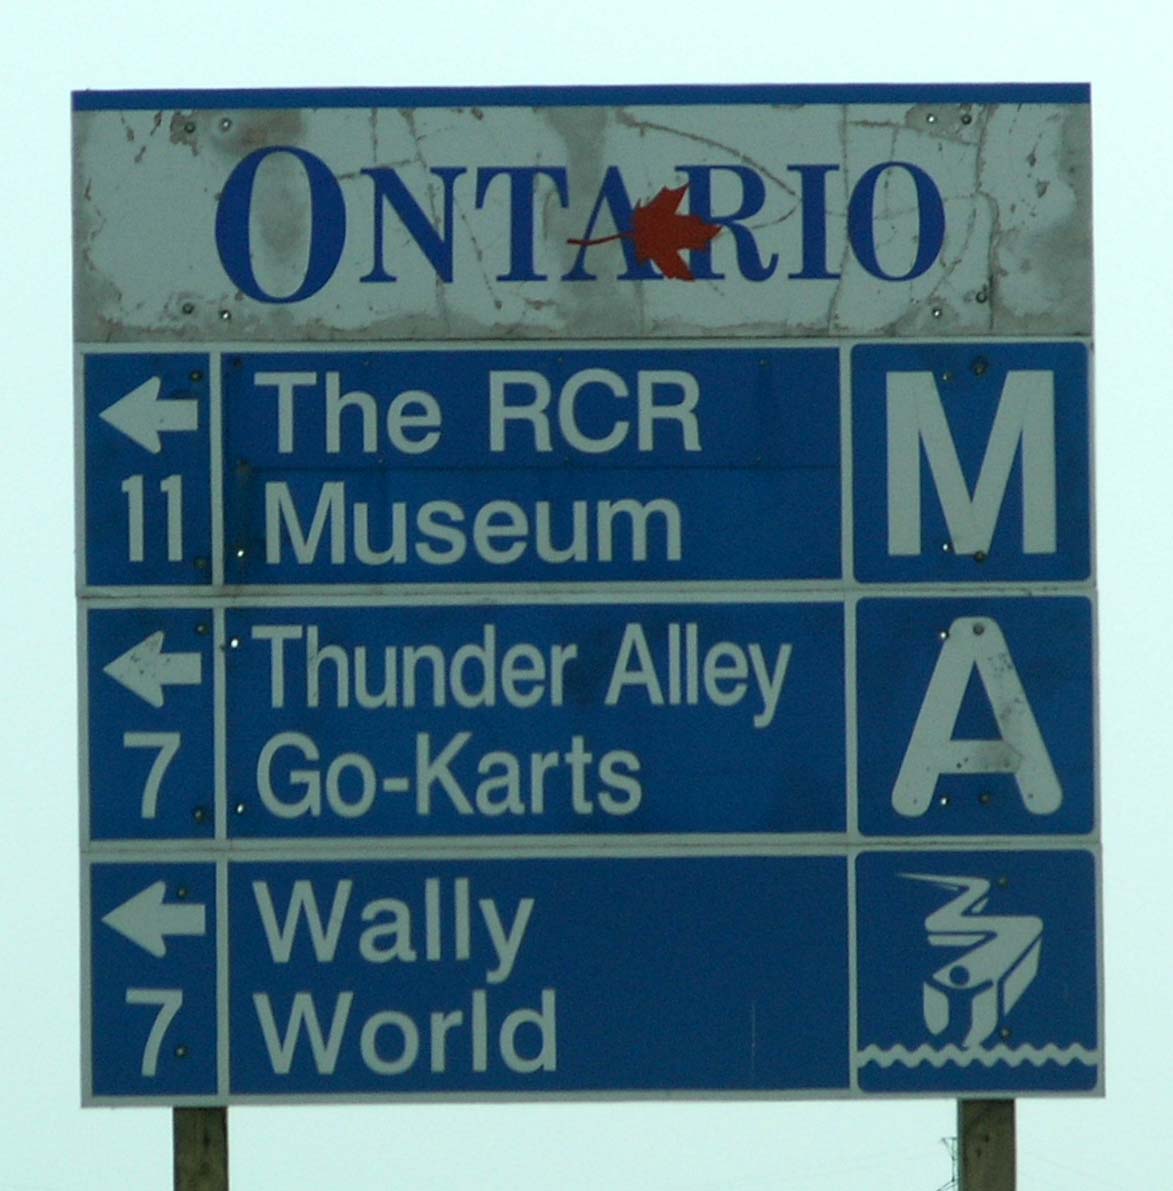 ONTARIO
The RCR M
11 Museum
Thunder Alley A
7 Go-Karts
Wally
7 World